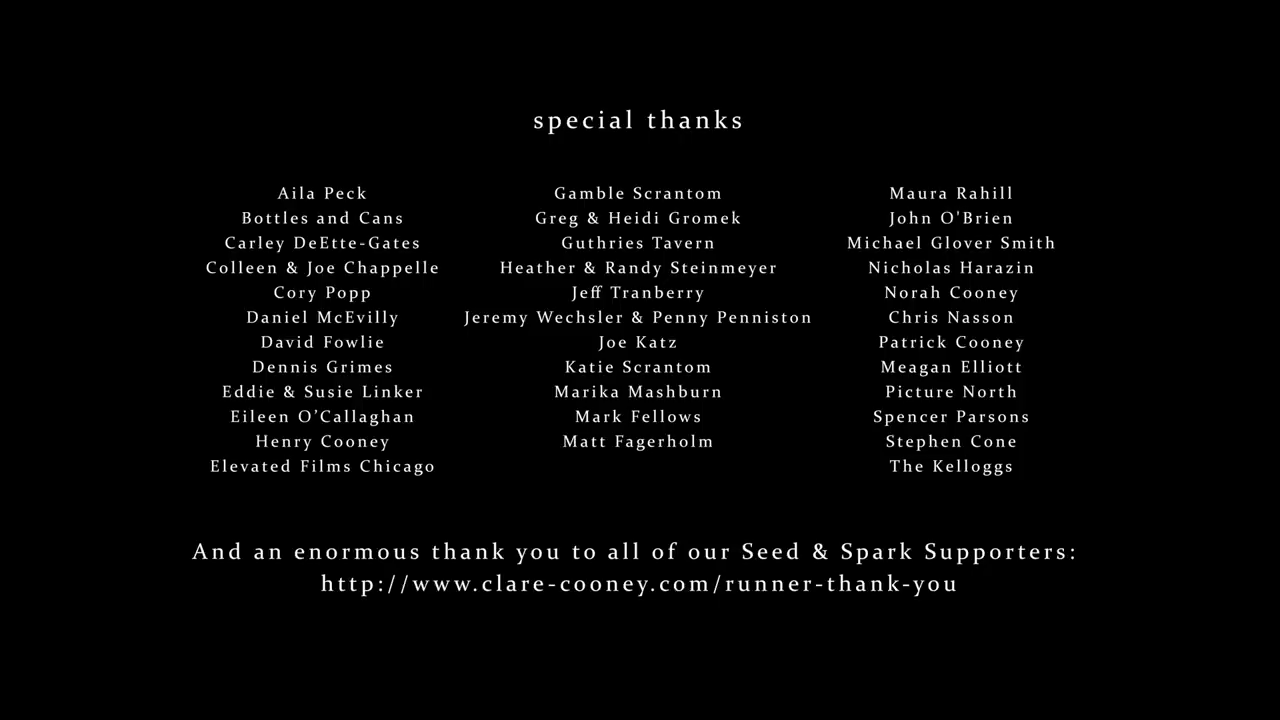 special thanks
Aila Peck
Bottles and Cans
Carley DeEtte-Gates
Colleen & Joe Chappelle
Cory Popp
Daniel McEvilly
David Fowlie
Dennis Grimes
Eddie & Susie Linker
Eileen O’Callaghan
Henry Cooney
Elevated Films Chicago
Gamble Scrantom
Greg & Heidi Gromek
Guthries Tavern
Heather & Randy Steinmeyer
Jeff Tranberry
Jeremy Wechsler & Penny Penniston
Joe Katz
Katie Scrantom
Marika Mashburn
Mark Fellows
Matt Fagerholm
Maura Rahill
John O’Brien
Michael Glover Smith
Nicholas Harazin
Norah Cooney
Chris Nasson
Patrick Cooney
Meagan Elliott
Picture North
Spencer Parsons
Stephen Cone
The Kelloggs
And an enormous thank you to all of our Seed & Spark Supporters:
http://www.clare-cooney.com/runner-thank-you